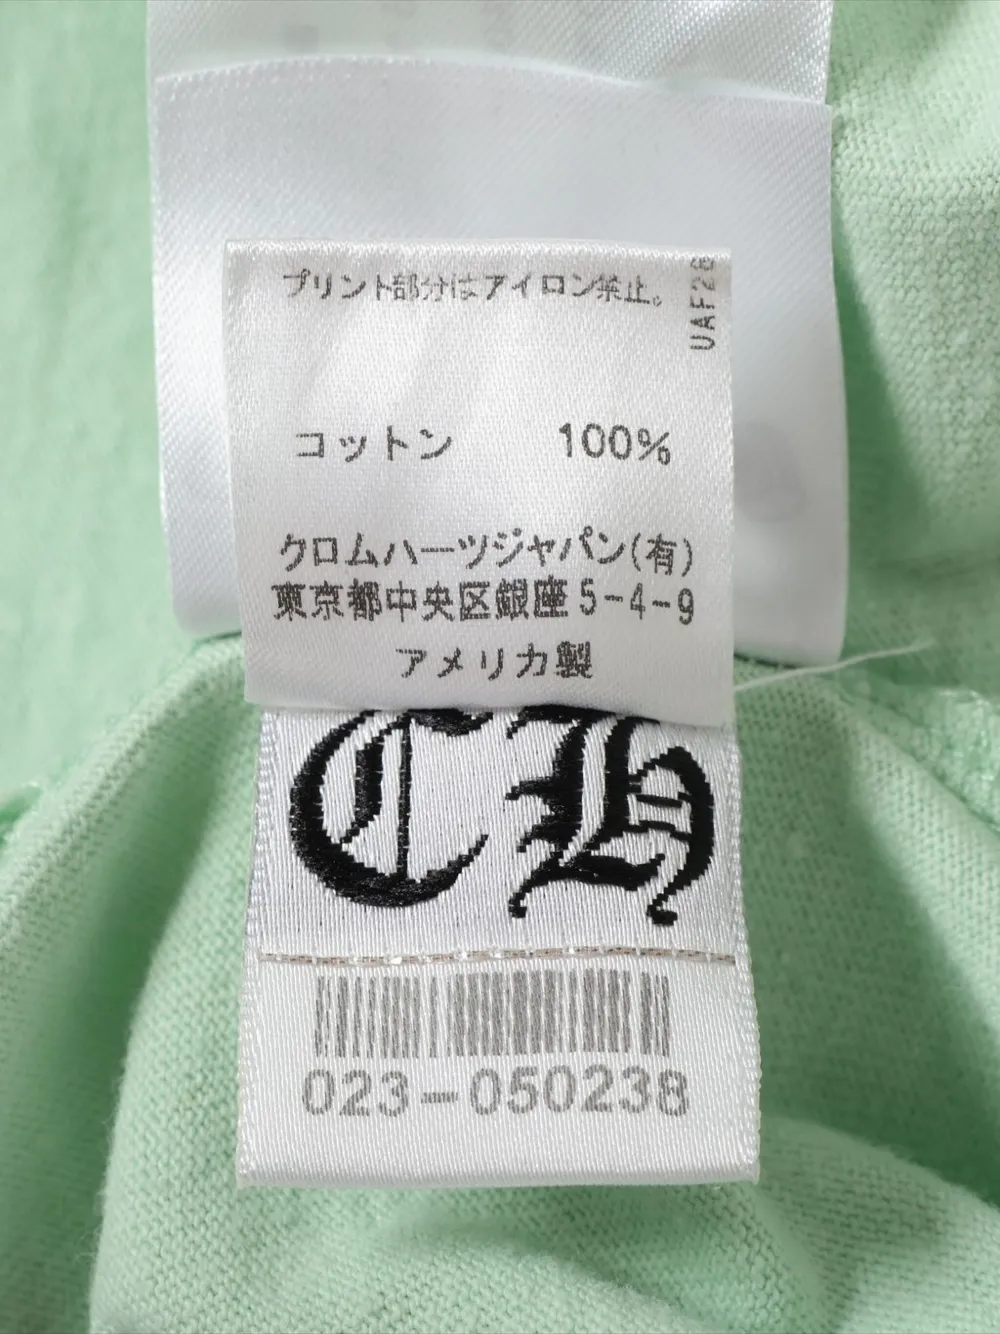 プリント部分はアイロン禁止。
UAF28
コットン 100%
クロムハーツジャパン(有)
東京都中央区銀座5-4-9
アメリカ製
CH
023-050238